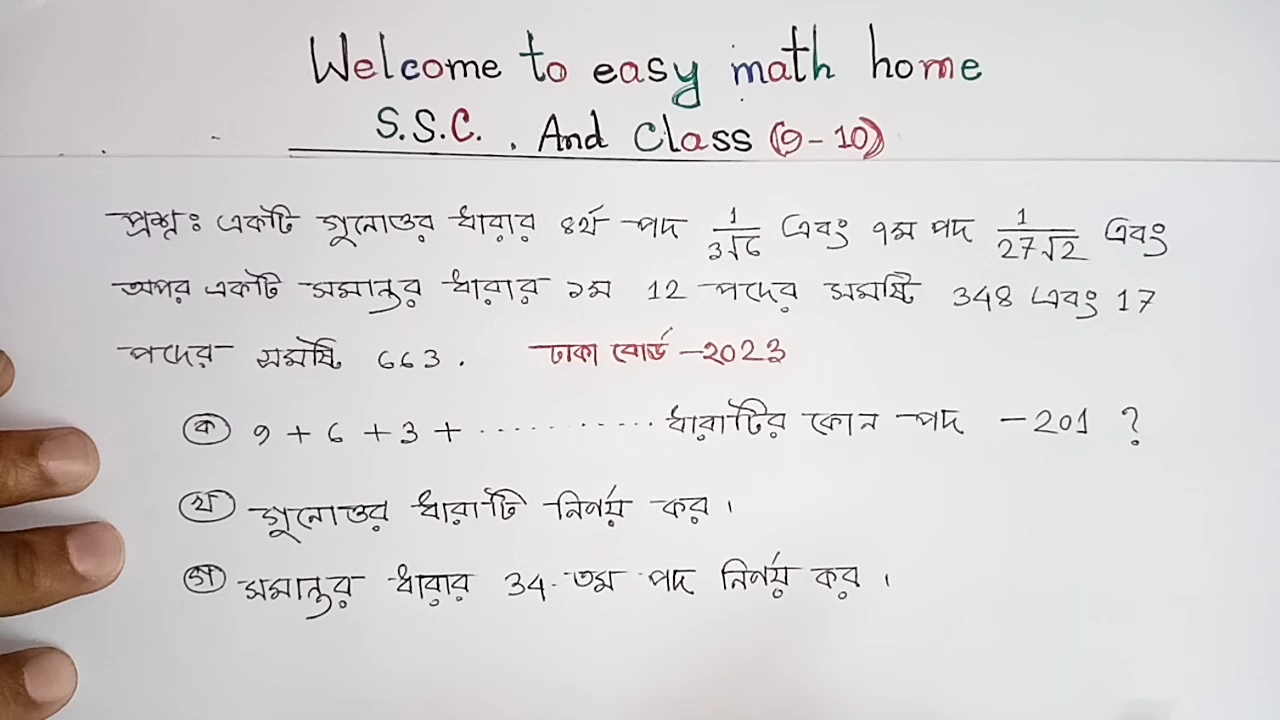 Welcome to easy math home
S.S.C. . And Class (9-10)
প্রশ্ন: একটি গুনোত্তর ধারার ৪র্থ পদ 1/3√6 এবং ৭ম পদ 1/27√2 এবং
অপর একটি সমান্তর ধারার ১ম 12 পদের সমষ্টি 348 এবং 17
পদের সমষ্টি 663 . ঢাকা বোর্ড -2023
(ক) 9 + 6 + 3 + ........... ধারাটির কোন পদ -201 ?
(খ) গুনোত্তর ধারাটি নির্ণয় কর।
(গ) সমান্তর ধারার 34. তম পদ নির্ণয় কর।